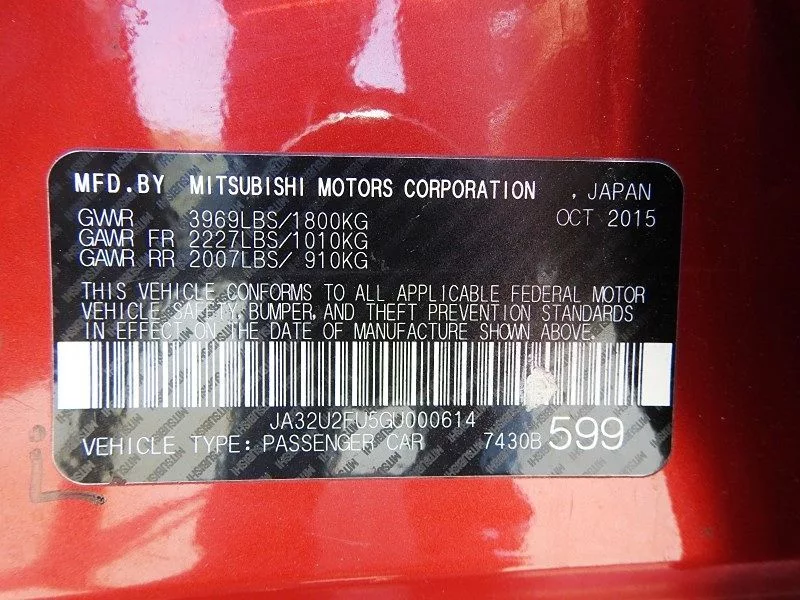 MFD.BY MITSUBISHI MOTORS CORPORATION , JAPAN
GVWR 3969LBS/1800KG OCT 2015
GAWR FR 2227LBS/1010KG
GAWR RR 2007LBS/ 910KG
THIS VEHICLE CONFORMS TO ALL APPLICABLE FEDERAL MOTOR
VEHICLE SAFETY, BUMPER, AND THEFT PREVENTION STANDARDS
IN EFFECT ON THE DATE OF MANUFACTURE SHOWN ABOVE.
JA32U2FU5GU000614
VEHICLE TYPE: PASSENGER CAR 7430B 599